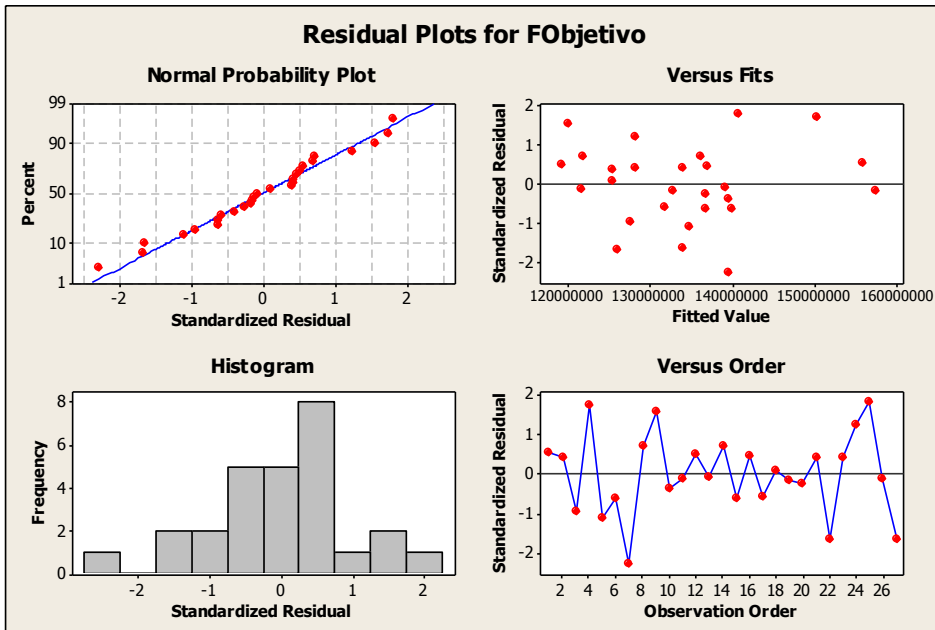 Residual Plots for FObjetivo
Normal Probability Plot
99
90
50
10
1
Percent
-2 -1 0 1 2
Standardized Residual
Versus Fits
2
1
0
-1
-2
Standardized Residual
120000000 130000000 140000000 150000000 160000000
Fitted Value
Histogram
8
6
4
2
0
Frequency
-2 -1 0 1 2
Standardized Residual
Versus Order
2
1
0
-1
-2
Standardized Residual
2 4 6 8 10 12 14 16 18 20 22 24 26
Observation Order